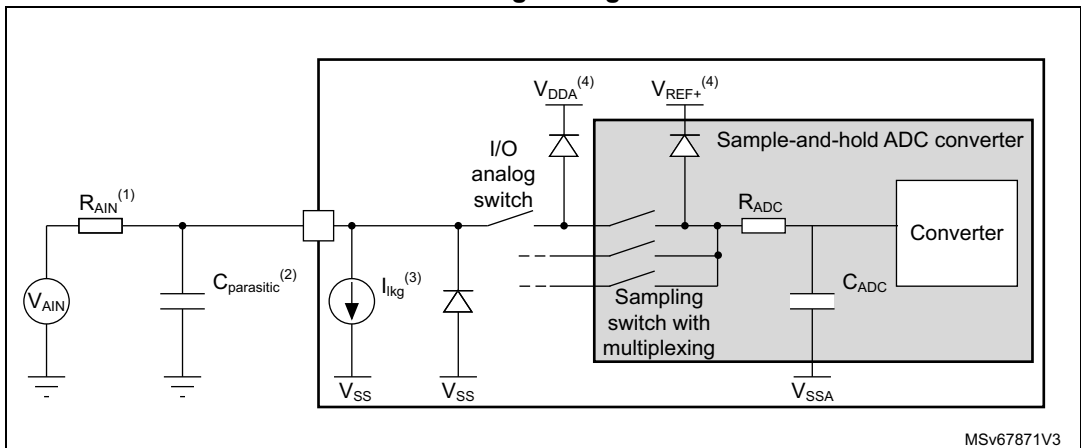 V_DDA^(4)
V_REF+^(4)
Sample-and-hold ADC converter
I/O
analog
switch
R_AIN^(1)
R_ADC
Converter
V_AIN
C_parasitic^(2)
I_lkg^(3)
C_ADC
Sampling
switch with
multiplexing
V_SS
V_SS
V_SSA
MSv67871V3